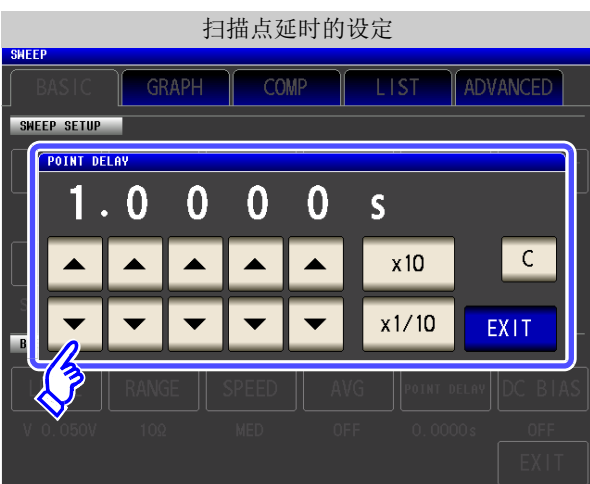 扫描点延时的设定
SWEEP
BASIC GRAPH COMP LIST ADVANCED
SWEEP SETUP
POINT DELAY
1.0000 s
x10 C
x1/10 EXIT
RANGE SPEED AVG POINT DELAY DC BIAS
V 0.050V 10Ω MED OFF 0.0000s OFF
EXIT